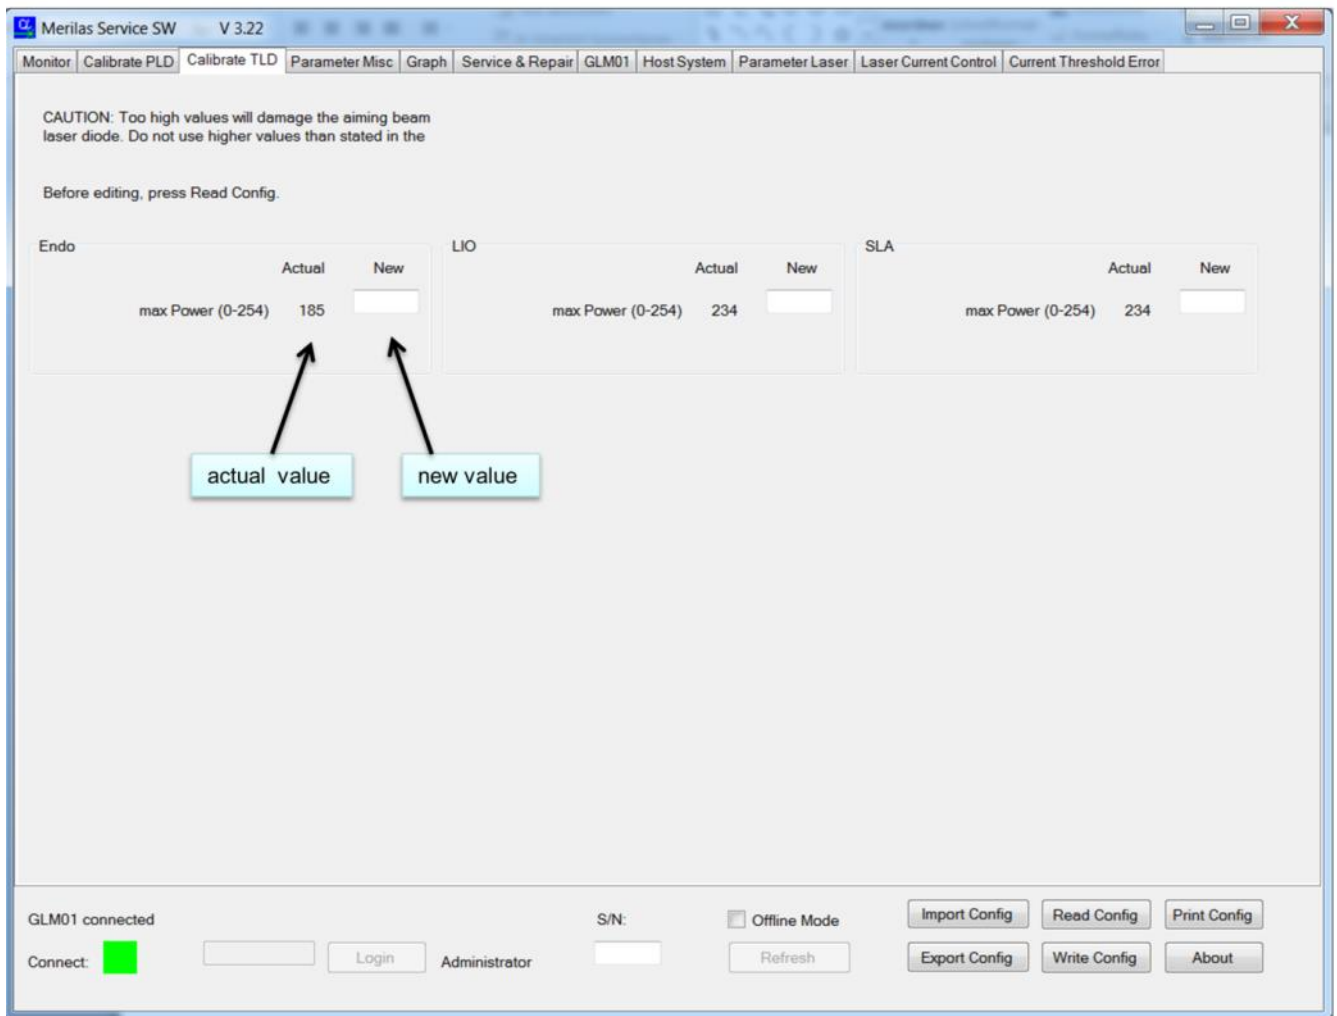 α Merilas Service SW V 3.22
Monitor Calibrate PLD Calibrate TLD Parameter Misc Graph Service & Repair GLM01 Host System Parameter Laser Laser Current Control Current Threshold Error
CAUTION: Too high values will damage the aiming beam
laser diode. Do not use higher values than stated in the
Before editing, press Read Config.
Endo LIO SLA
Actual New Actual New Actual New
max Power (0-254) 185 max Power (0-254) 234 max Power (0-254) 234
actual value new value
GLM01 connected S/N: Offline Mode Import Config Read Config Print Config
Connect: Login Administrator Refresh Export Config Write Config About